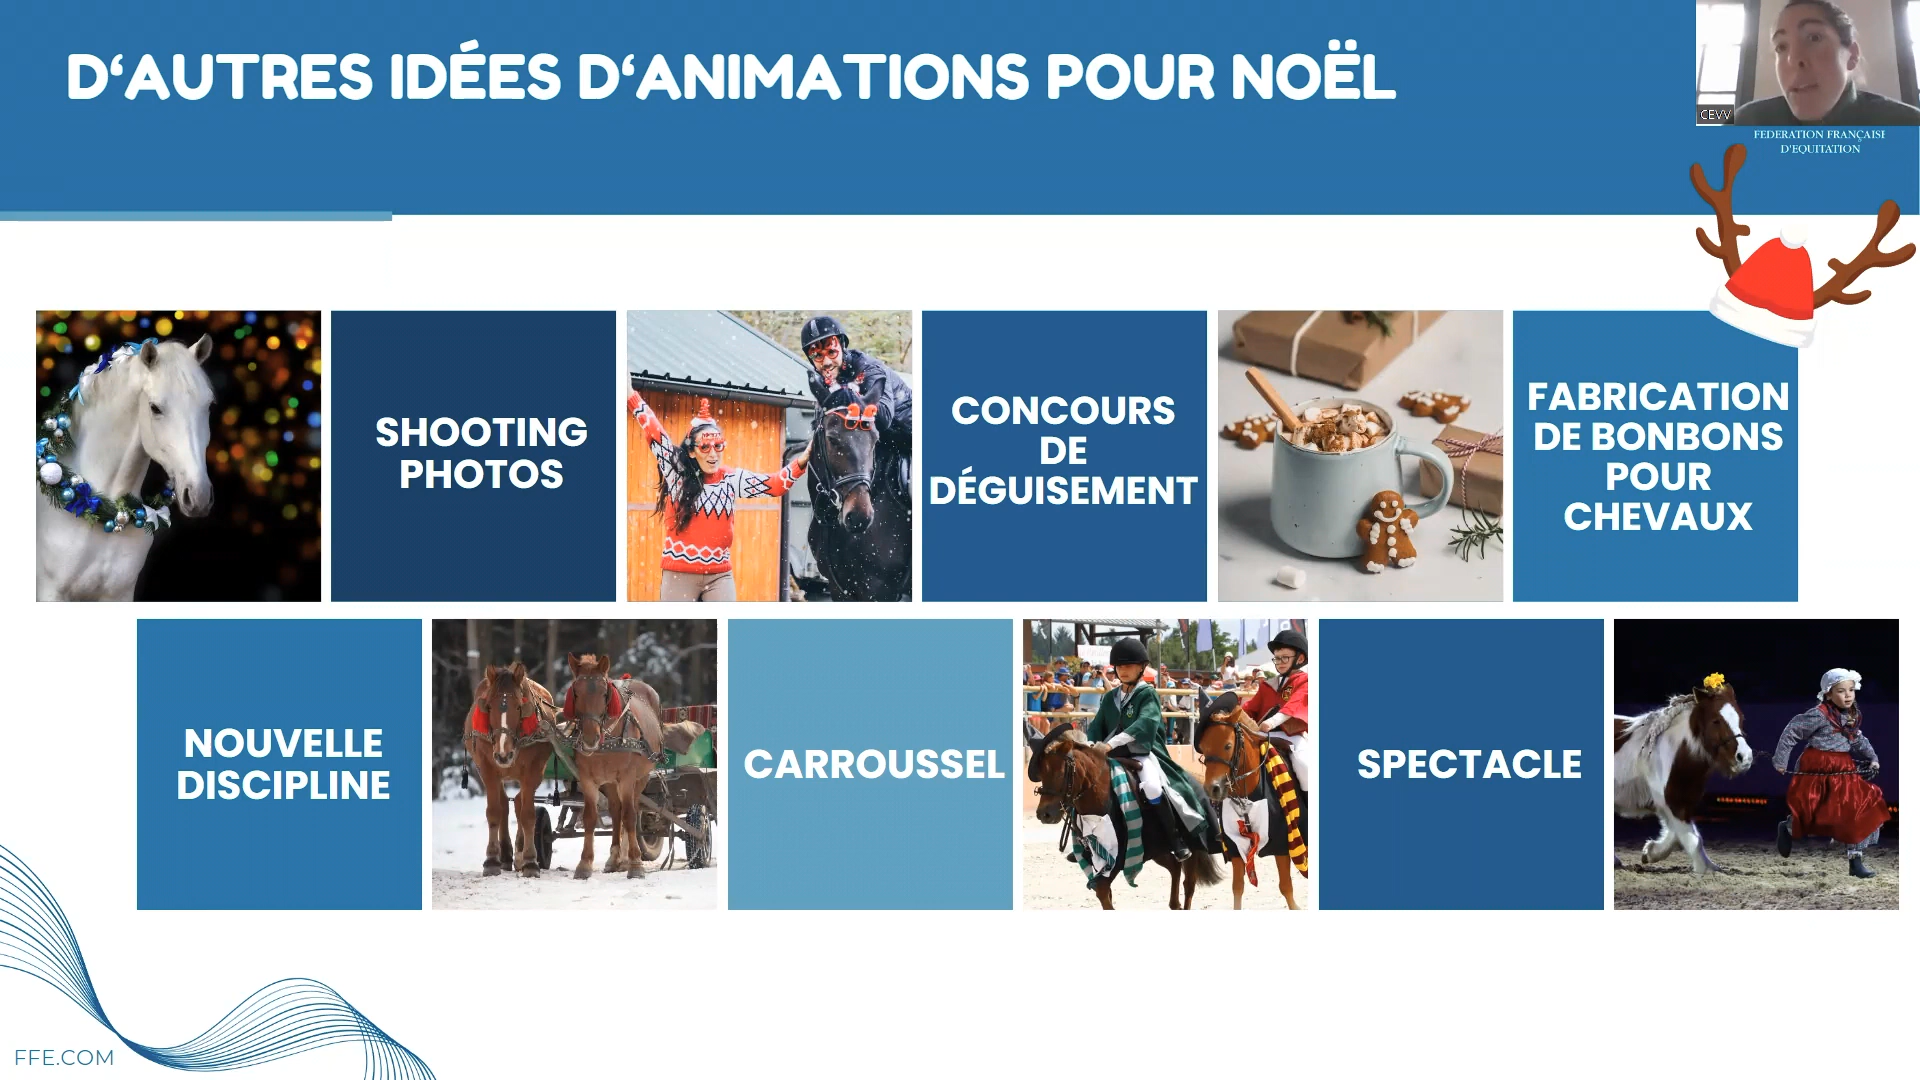 D‘AUTRES IDÉES D‘ANIMATIONS POUR NOËL
CEVV
FEDERATION FRANÇAISE
D'EQUITATION
SHOOTING
PHOTOS
CONCOURS
DE
DÉGUISEMENT
FABRICATION
DE BONBONS
POUR
CHEVAUX
NOUVELLE
DISCIPLINE
CARROUSSEL
SPECTACLE
FFE.COM